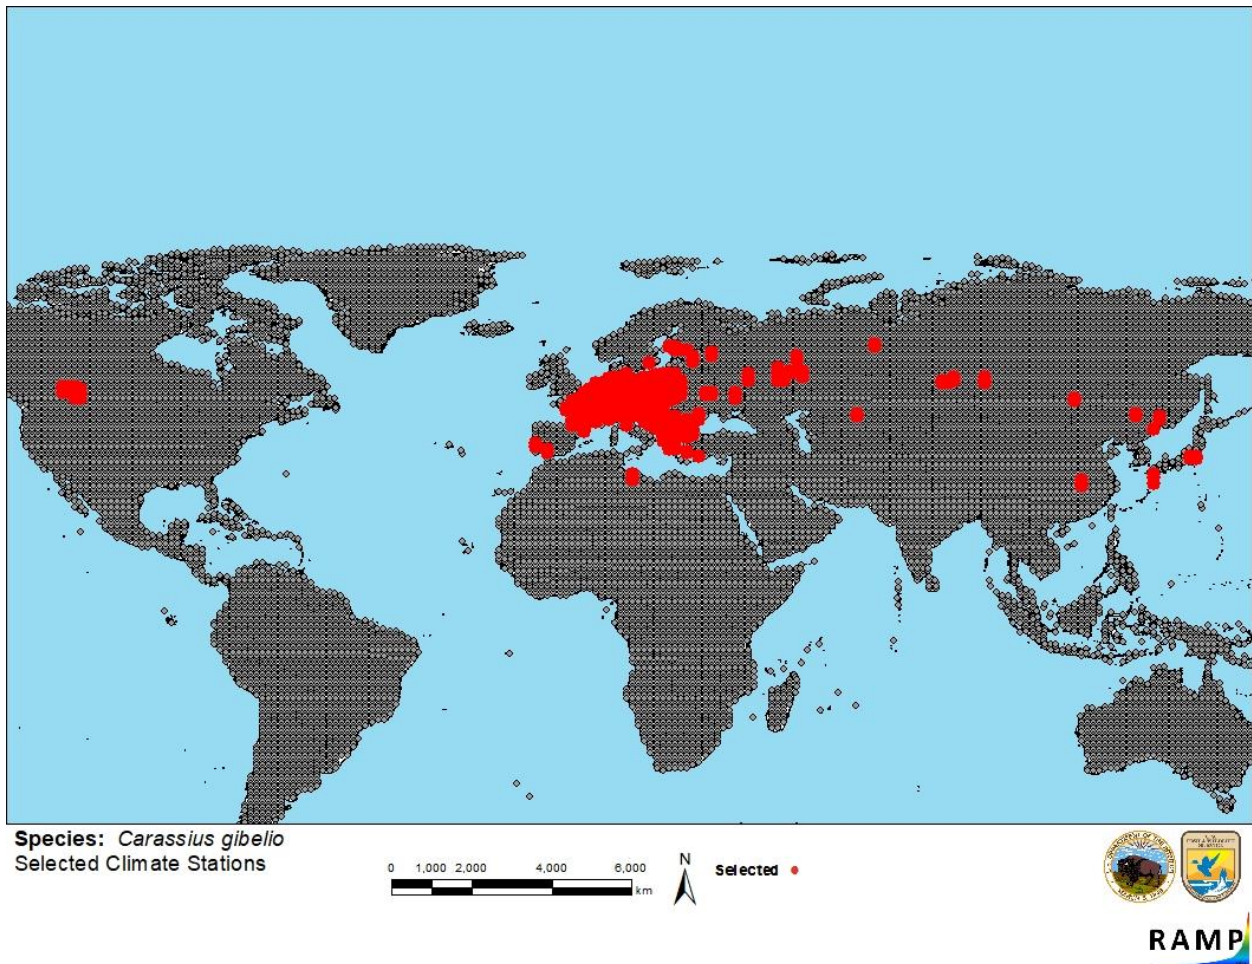 Species: Carassius gibelio
Selected Climate Stations
0 1,000 2,000 4,000 6,000
km
N
Selected
RAMP